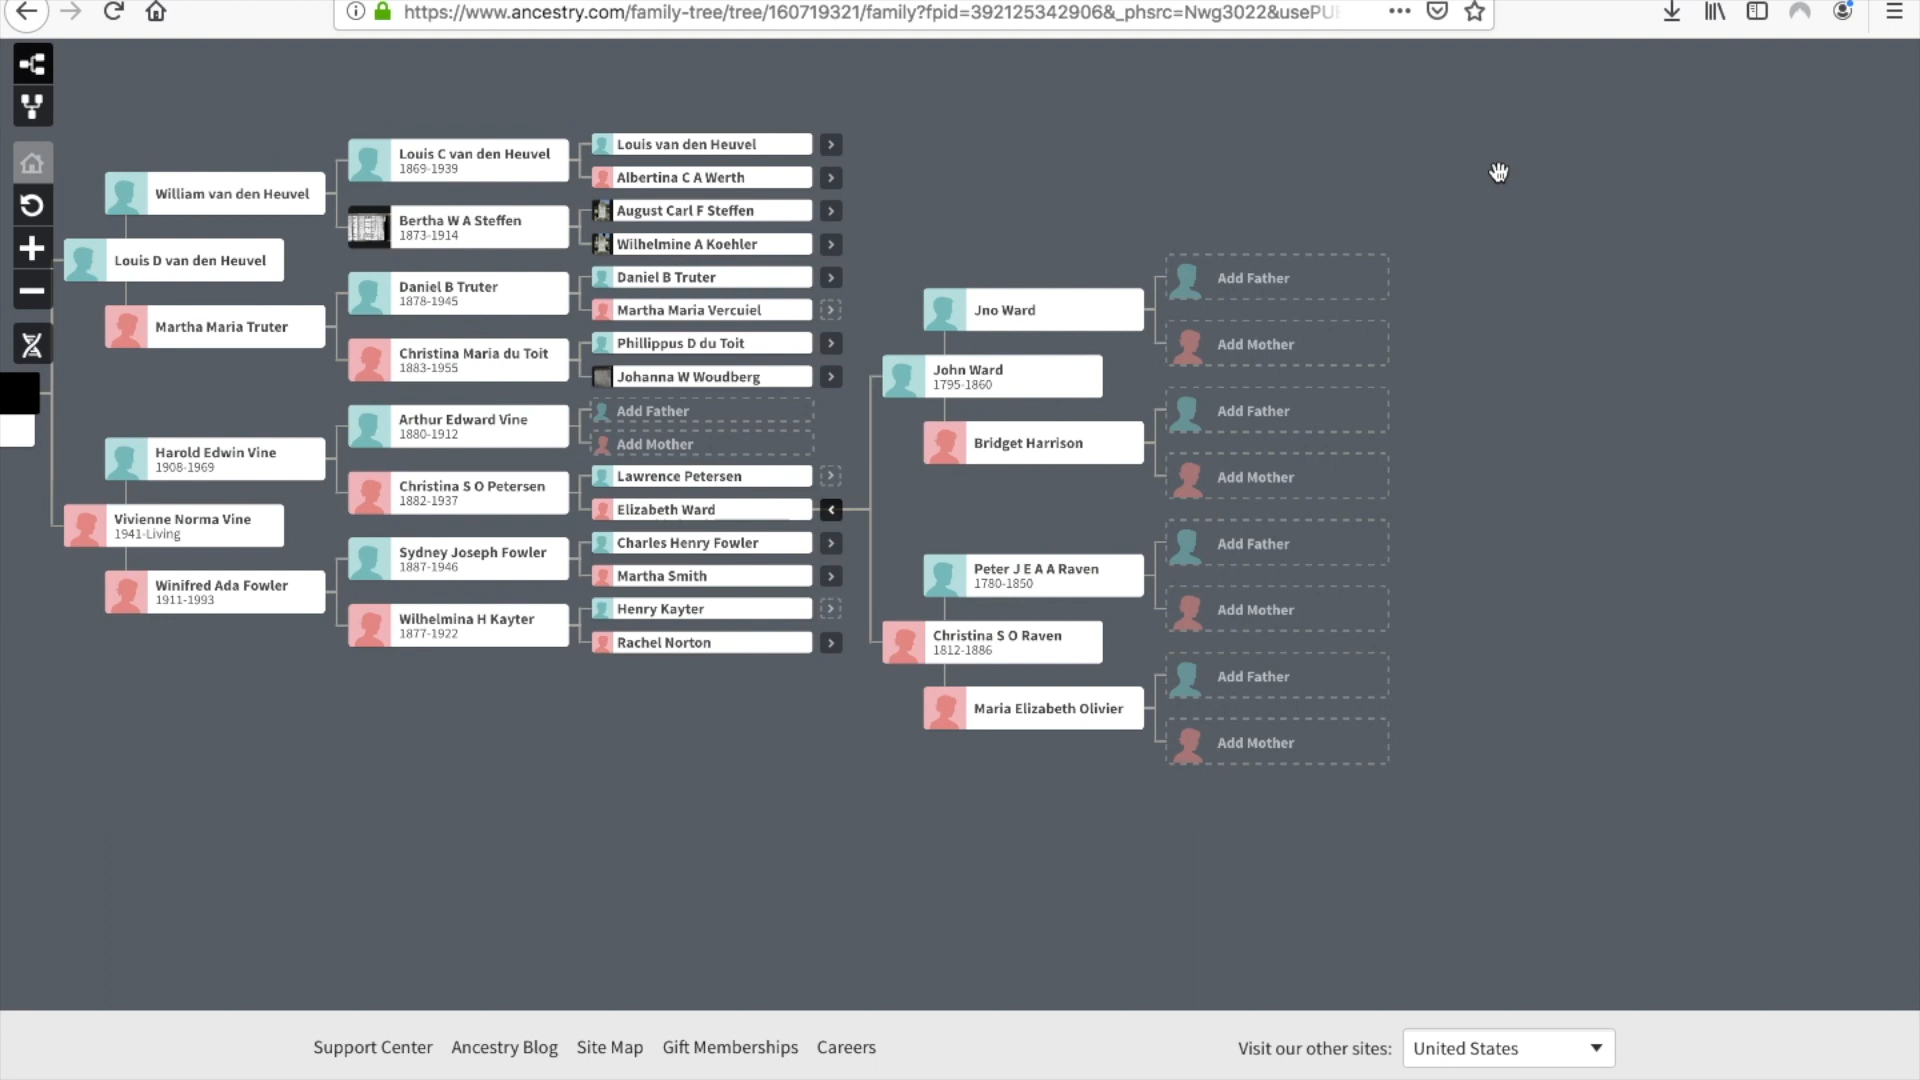 https://www.ancestry.com/family-tree/tree/160719321/family?fpid=392125342906&_phsrc=Nwg3022&usePU
William van den Heuvel
Louis D van den Heuvel
Martha Maria Truter
Harold Edwin Vine
1908-1969
Vivienne Norma Vine
1941-Living
Winifred Ada Fowler
1911-1993
Louis C van den Heuvel
1869-1939
Bertha W A Steffen
1873-1914
Daniel B Truter
1878-1945
Christina Maria du Toit
1883-1955
Arthur Edward Vine
1880-1912
Christina S O Petersen
1882-1937
Sydney Joseph Fowler
1887-1946
Wilhelmina H Kayter
1877-1922
Louis van den Heuvel
Albertina C A Werth
August Carl F Steffen
Wilhelmine A Koehler
Daniel B Truter
Martha Maria Vercuiel
Phillippus D du Toit
Johanna W Woudberg
Add Father
Add Mother
Lawrence Petersen
Elizabeth Ward
Charles Henry Fowler
Martha Smith
Henry Kayter
Rachel Norton
Jno Ward
John Ward
1795-1860
Bridget Harrison
Peter J E A A Raven
1780-1850
Christina S O Raven
1812-1886
Maria Elizabeth Olivier
Add Father
Add Mother
Add Father
Add Mother
Add Father
Add Mother
Add Father
Add Mother
Support Center Ancestry Blog Site Map Gift Memberships Careers
Visit our other sites: United States